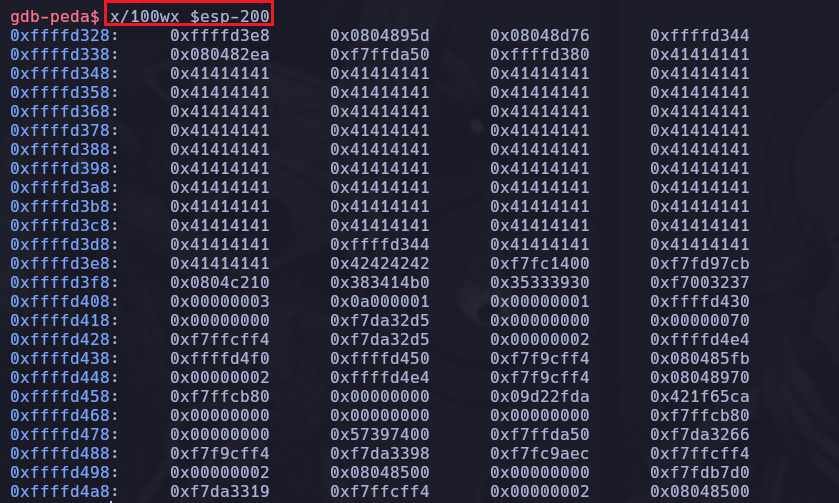 gdb-peda$ x/100wx $esp-200
0xffffd328: 0xffffd3e8 0x0804895d 0x08048d76 0xffffd344
0xffffd338: 0x080482ea 0xf7ffda50 0xffffd380 0x41414141
0xffffd348: 0x41414141 0x41414141 0x41414141 0x41414141
0xffffd358: 0x41414141 0x41414141 0x41414141 0x41414141
0xffffd368: 0x41414141 0x41414141 0x41414141 0x41414141
0xffffd378: 0x41414141 0x41414141 0x41414141 0x41414141
0xffffd388: 0x41414141 0x41414141 0x41414141 0x41414141
0xffffd398: 0x41414141 0x41414141 0x41414141 0x41414141
0xffffd3a8: 0x41414141 0x41414141 0x41414141 0x41414141
0xffffd3b8: 0x41414141 0x41414141 0x41414141 0x41414141
0xffffd3c8: 0x41414141 0x41414141 0x41414141 0x41414141
0xffffd3d8: 0x41414141 0xffffd344 0x41414141 0x41414141
0xffffd3e8: 0x41414141 0x42424242 0xf7fc1400 0xf7fd97cb
0xffffd3f8: 0x0804c210 0x383414b0 0x35333930 0xf7003237
0xffffd408: 0x00000003 0x0a000001 0x00000001 0xffffd430
0xffffd418: 0x00000000 0xf7da32d5 0x00000000 0x00000070
0xffffd428: 0xf7ffcff4 0xf7da32d5 0x00000002 0xffffd4e4
0xffffd438: 0xffffd4f0 0xffffd450 0xf7f9cff4 0x080485fb
0xffffd448: 0x00000002 0xffffd4e4 0xf7f9cff4 0x08048970
0xffffd458: 0xf7ffcb80 0x00000000 0x09d22fda 0x421f65ca
0xffffd468: 0x00000000 0x00000000 0x00000000 0xf7ffcb80
0xffffd478: 0x00000000 0x57397400 0xf7ffda50 0xf7da3266
0xffffd488: 0xf7f9cff4 0xf7da3398 0xf7fc9aec 0xf7ffcff4
0xffffd498: 0x00000002 0x08048500 0x00000000 0xf7fdb7d0
0xffffd4a8: 0xf7da3319 0xf7ffcff4 0x00000002 0x08048500